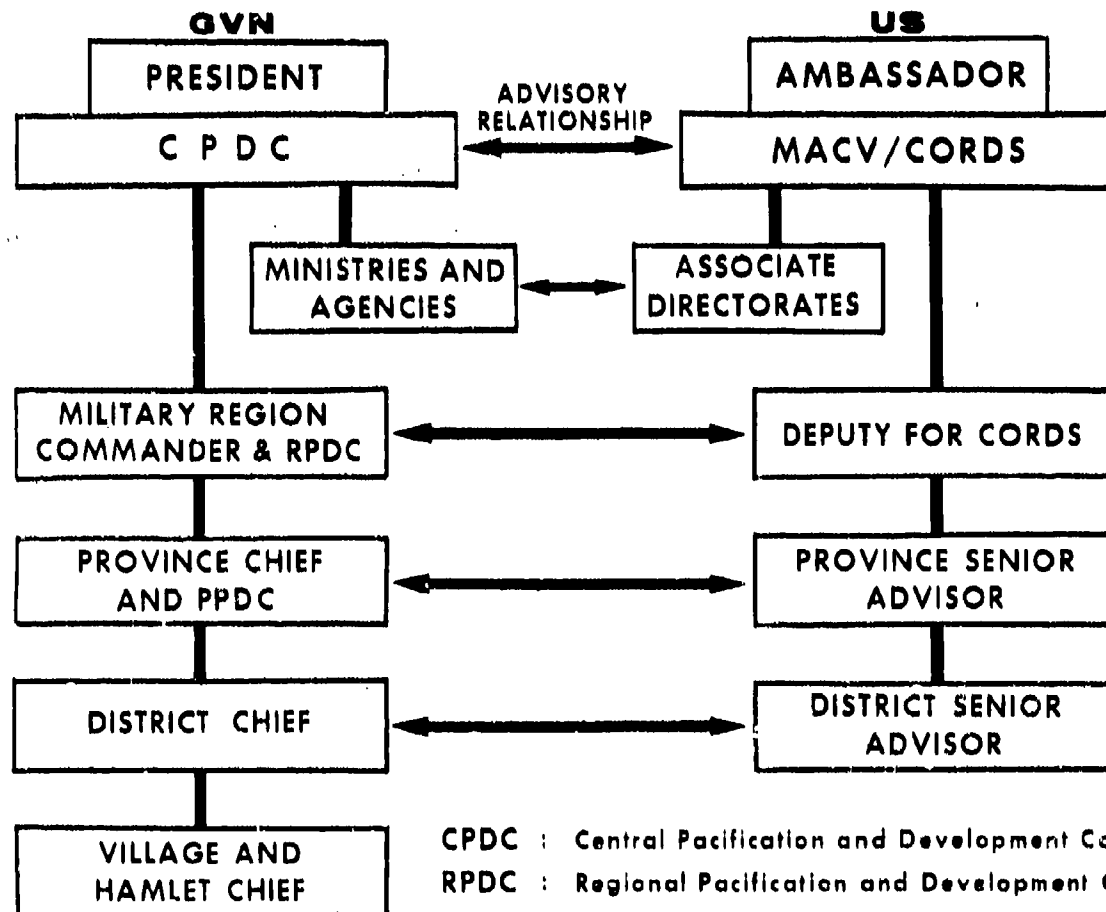 GVN
PRESIDENT
C P D C
US
AMBASSADOR
MACV/CORDS
ADVISORY
RELATIONSHIP
MINISTRIES AND
AGENCIES
ASSOCIATE
DIRECTORATES
MILITARY REGION
COMMANDER & RPDC
DEPUTY FOR CORDS
PROVINCE CHIEF
AND PPDC
PROVINCE SENIOR
ADVISOR
DISTRICT CHIEF
DISTRICT SENIOR
ADVISOR
VILLAGE AND
HAMLET CHIEF
CPDC : Central Pacification and Development
RPDC : Regional Pacification and Development